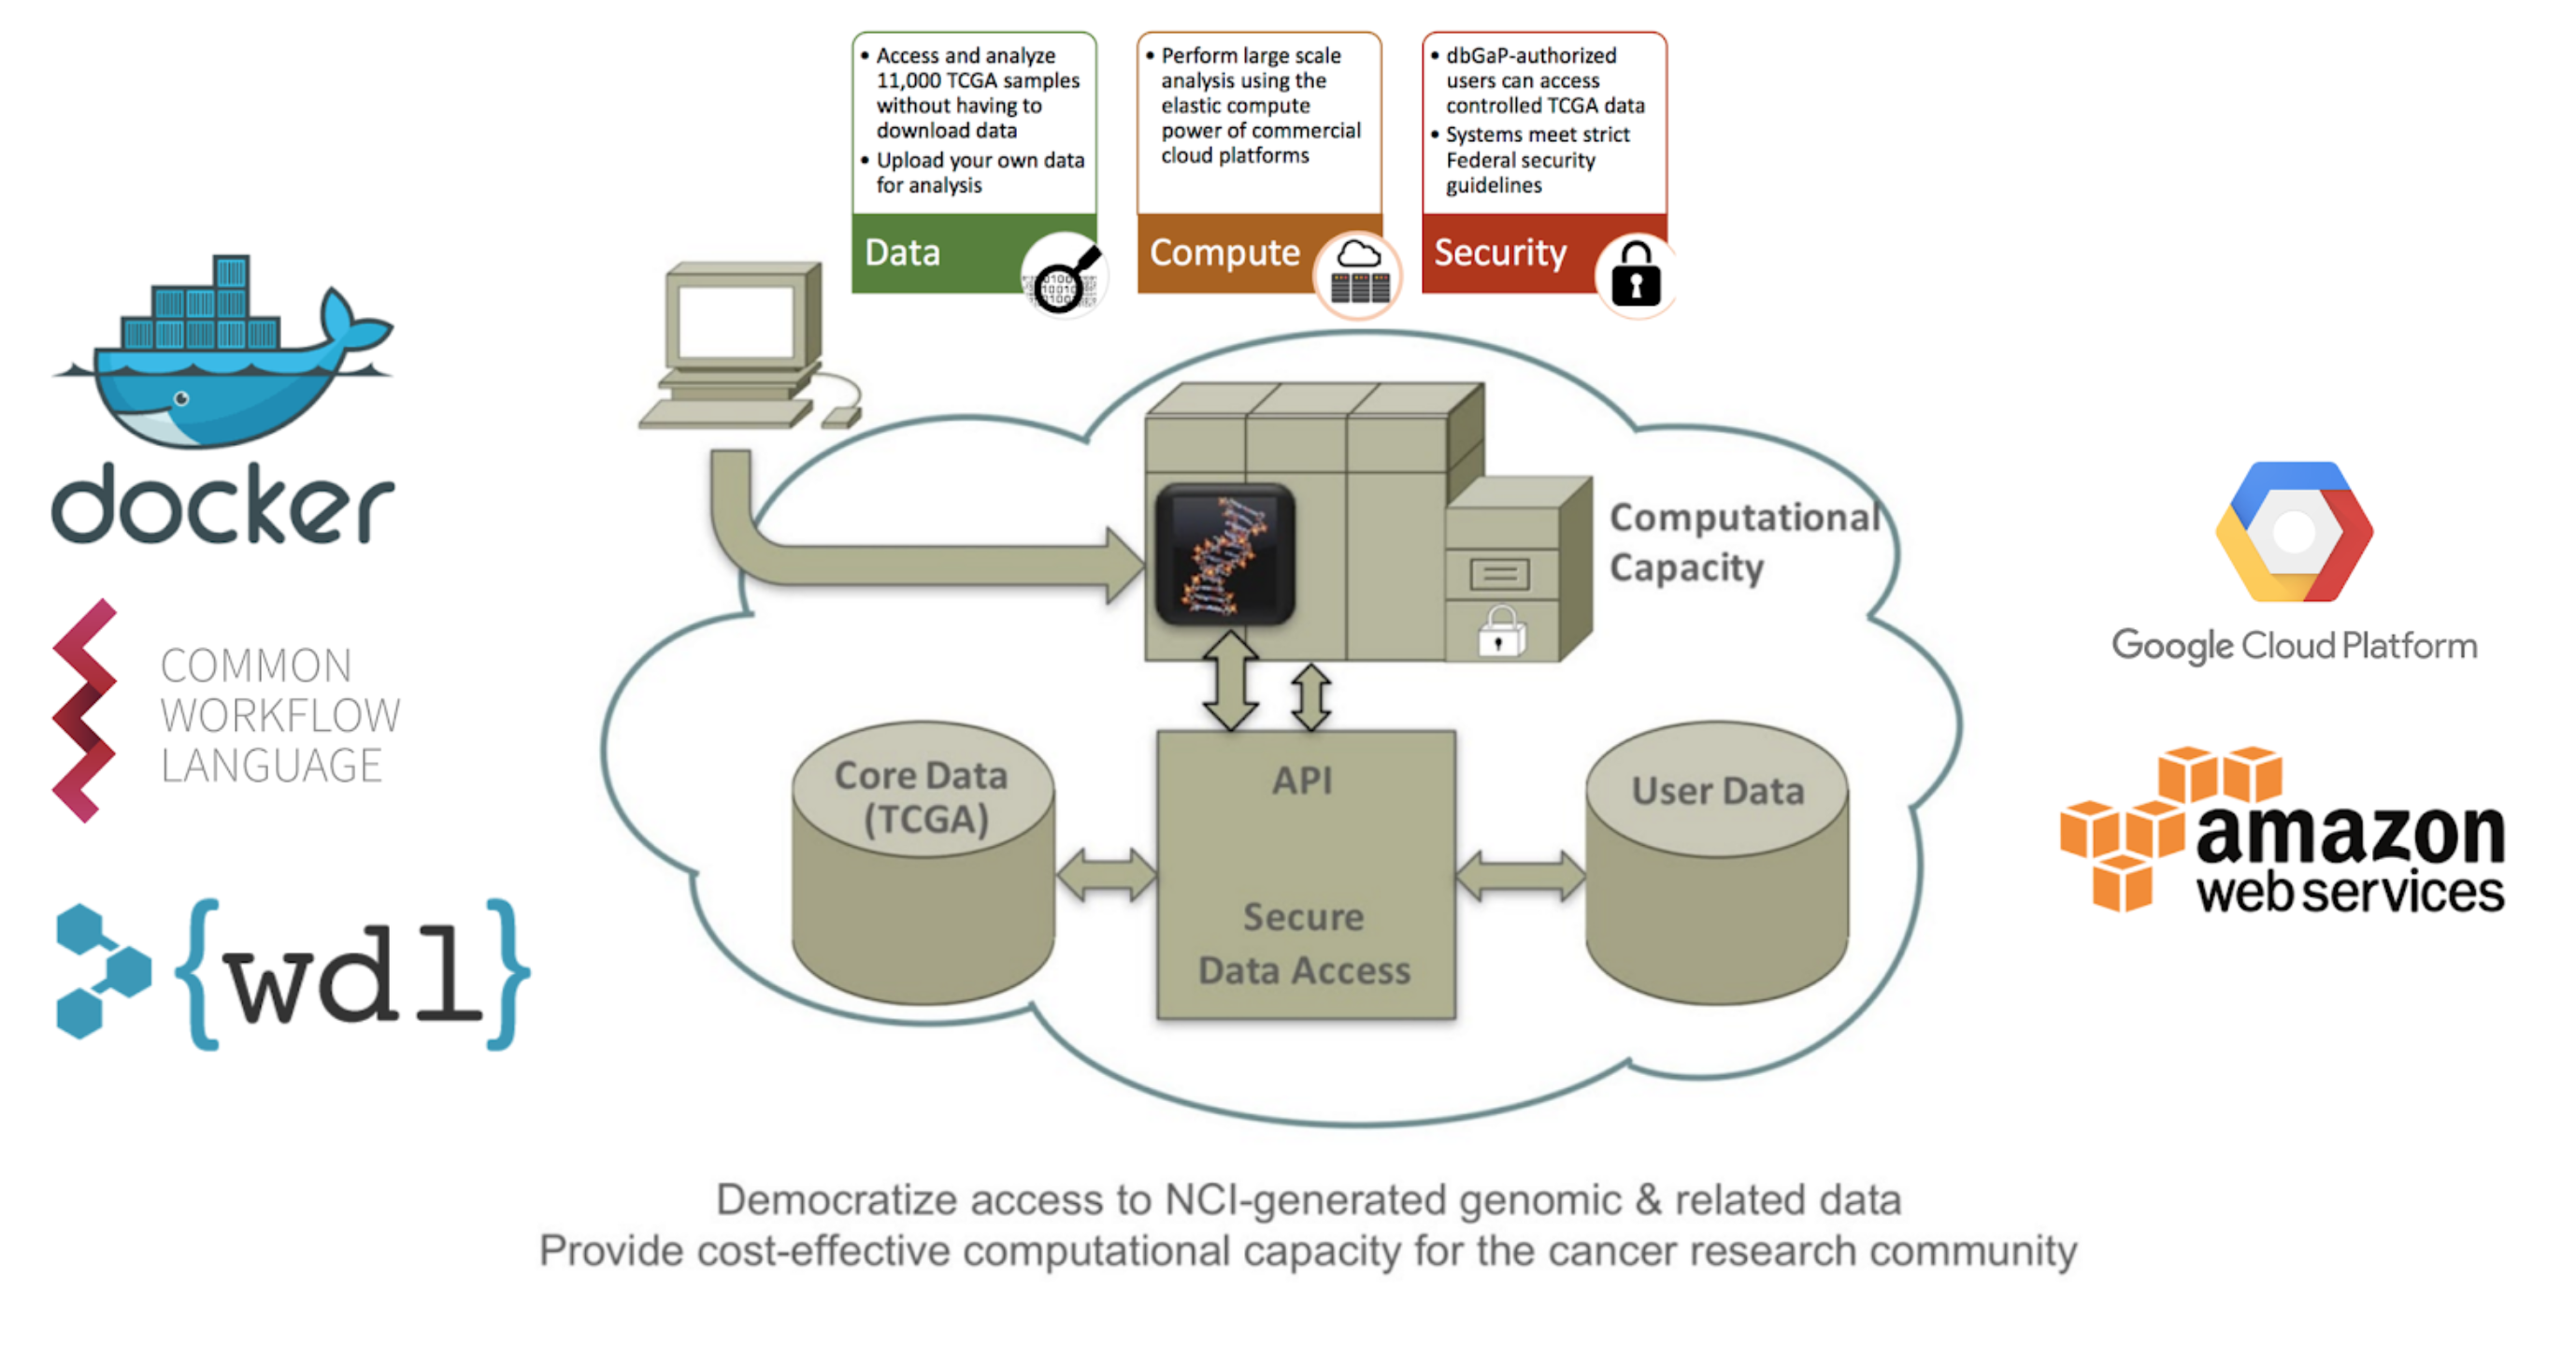 • Access and analyze
11,000 TCGA samples
without having to
download data
• Upload your own data
for analysis
Data
• Perform large scale
analysis using the
elastic compute
power of commercial
cloud platforms
Compute
• dbGaP-authorized
users can access
controlled TCGA data
• Systems meet strict
Federal security
guidelines
Security
docker
COMMON
WORKFLOW
LANGUAGE
{wdl}
Computational
Capacity
Core Data
(TCGA)
API
Secure
Data Access
User Data
Google Cloud Platform
amazon
web services
Democratize access to NCI-generated genomic & related data
Provide cost-effective computational capacity for the cancer research community